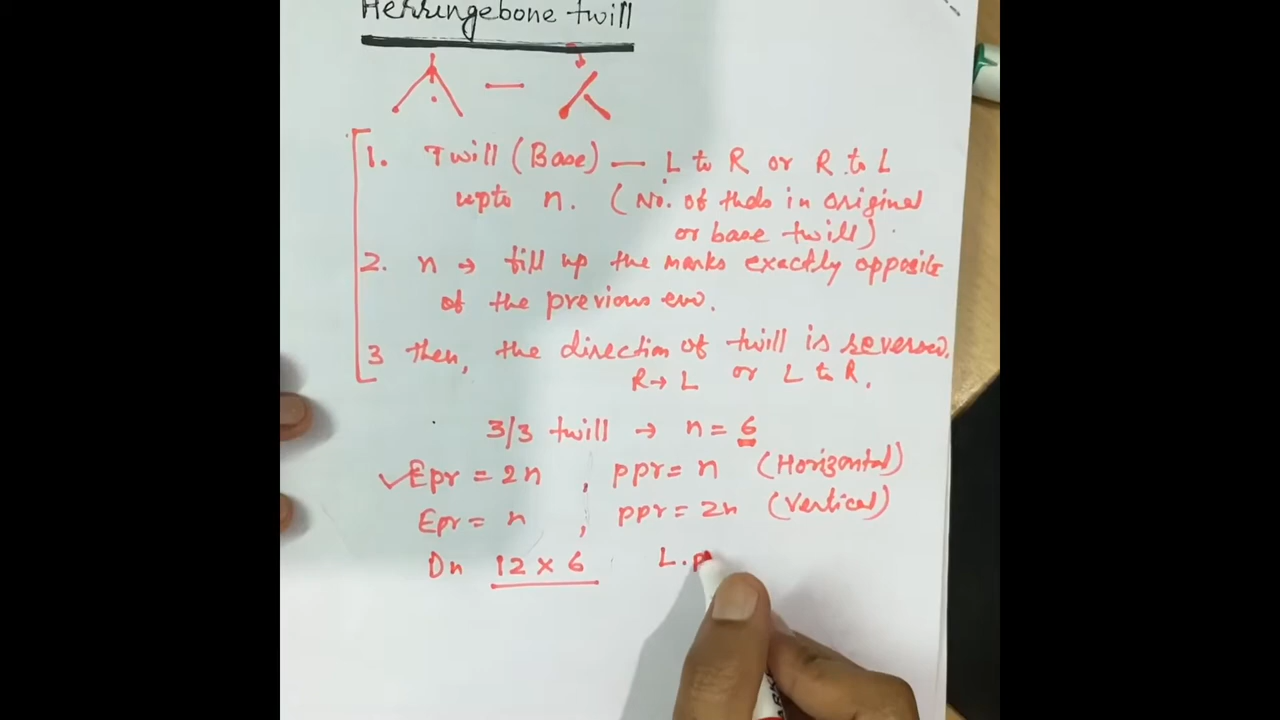 Herringebone twill
1. Twill (Base) — L to R or R to L
upto n. (No. of thds in original
or base twill).
2. n → fill up the marks exactly opposite
of the previous end.
3 then, the direction of twill is reversed.
R→ L or L to R.
3/3 twill → n = 6
✓Epr = 2n , ppr = n (Horizontal)
Epr = n , ppr = 2n (Vertical)
Dn 12 × 6 L.p